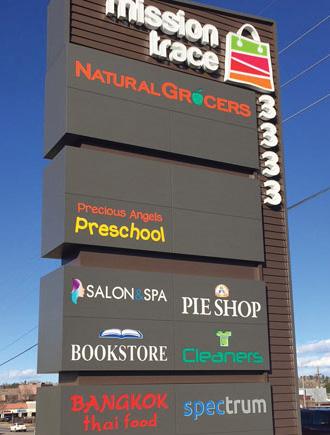 mission
trace
NATURAL GROCERS
3333
Precious Angels
Preschool
SALON&SPA
PIE SHOP
BOOKSTORE
Cleaners
BANGKOK
thai food
spectrum